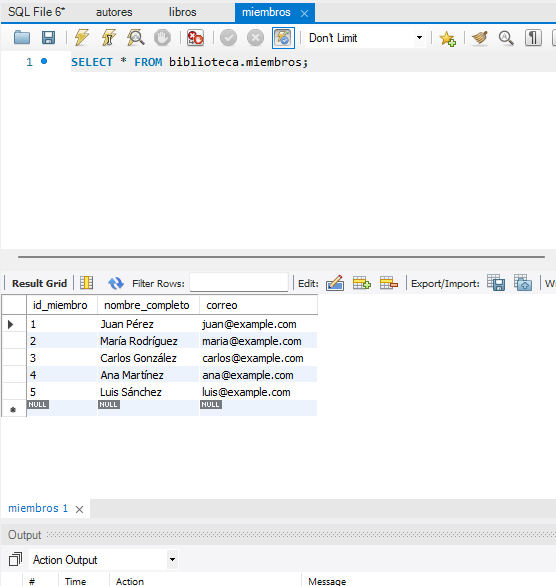 SQL File 6* autores libros miembros
Don't Limit
1 SELECT * FROM biblioteca.miembros;
Result Grid Filter Rows: Edit: Export/Import:
id_miembro nombre_completo correo
1 Juan Pérez juan@example.com
2 María Rodríguez maria@example.com
3 Carlos González carlos@example.com
4 Ana Martínez ana@example.com
5 Luis Sánchez luis@example.com
NULL NULL NULL
miembros 1
Output
Action Output
# Time Action Message